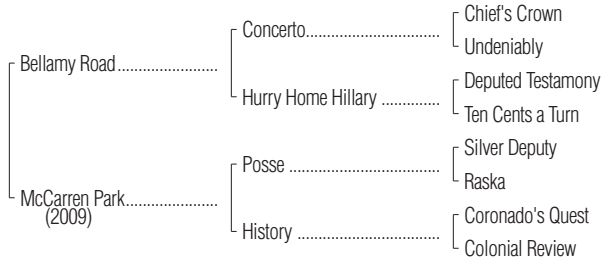 Chief's Crown
Concerto
Undeniably
Bellamy Road
Deputed Testamony
Hurry Home Hillary
Ten Cents a Turn
Silver Deputy
Posse
Raska
McCarren Park
(2009)
Coronado's Quest
History
Colonial Review